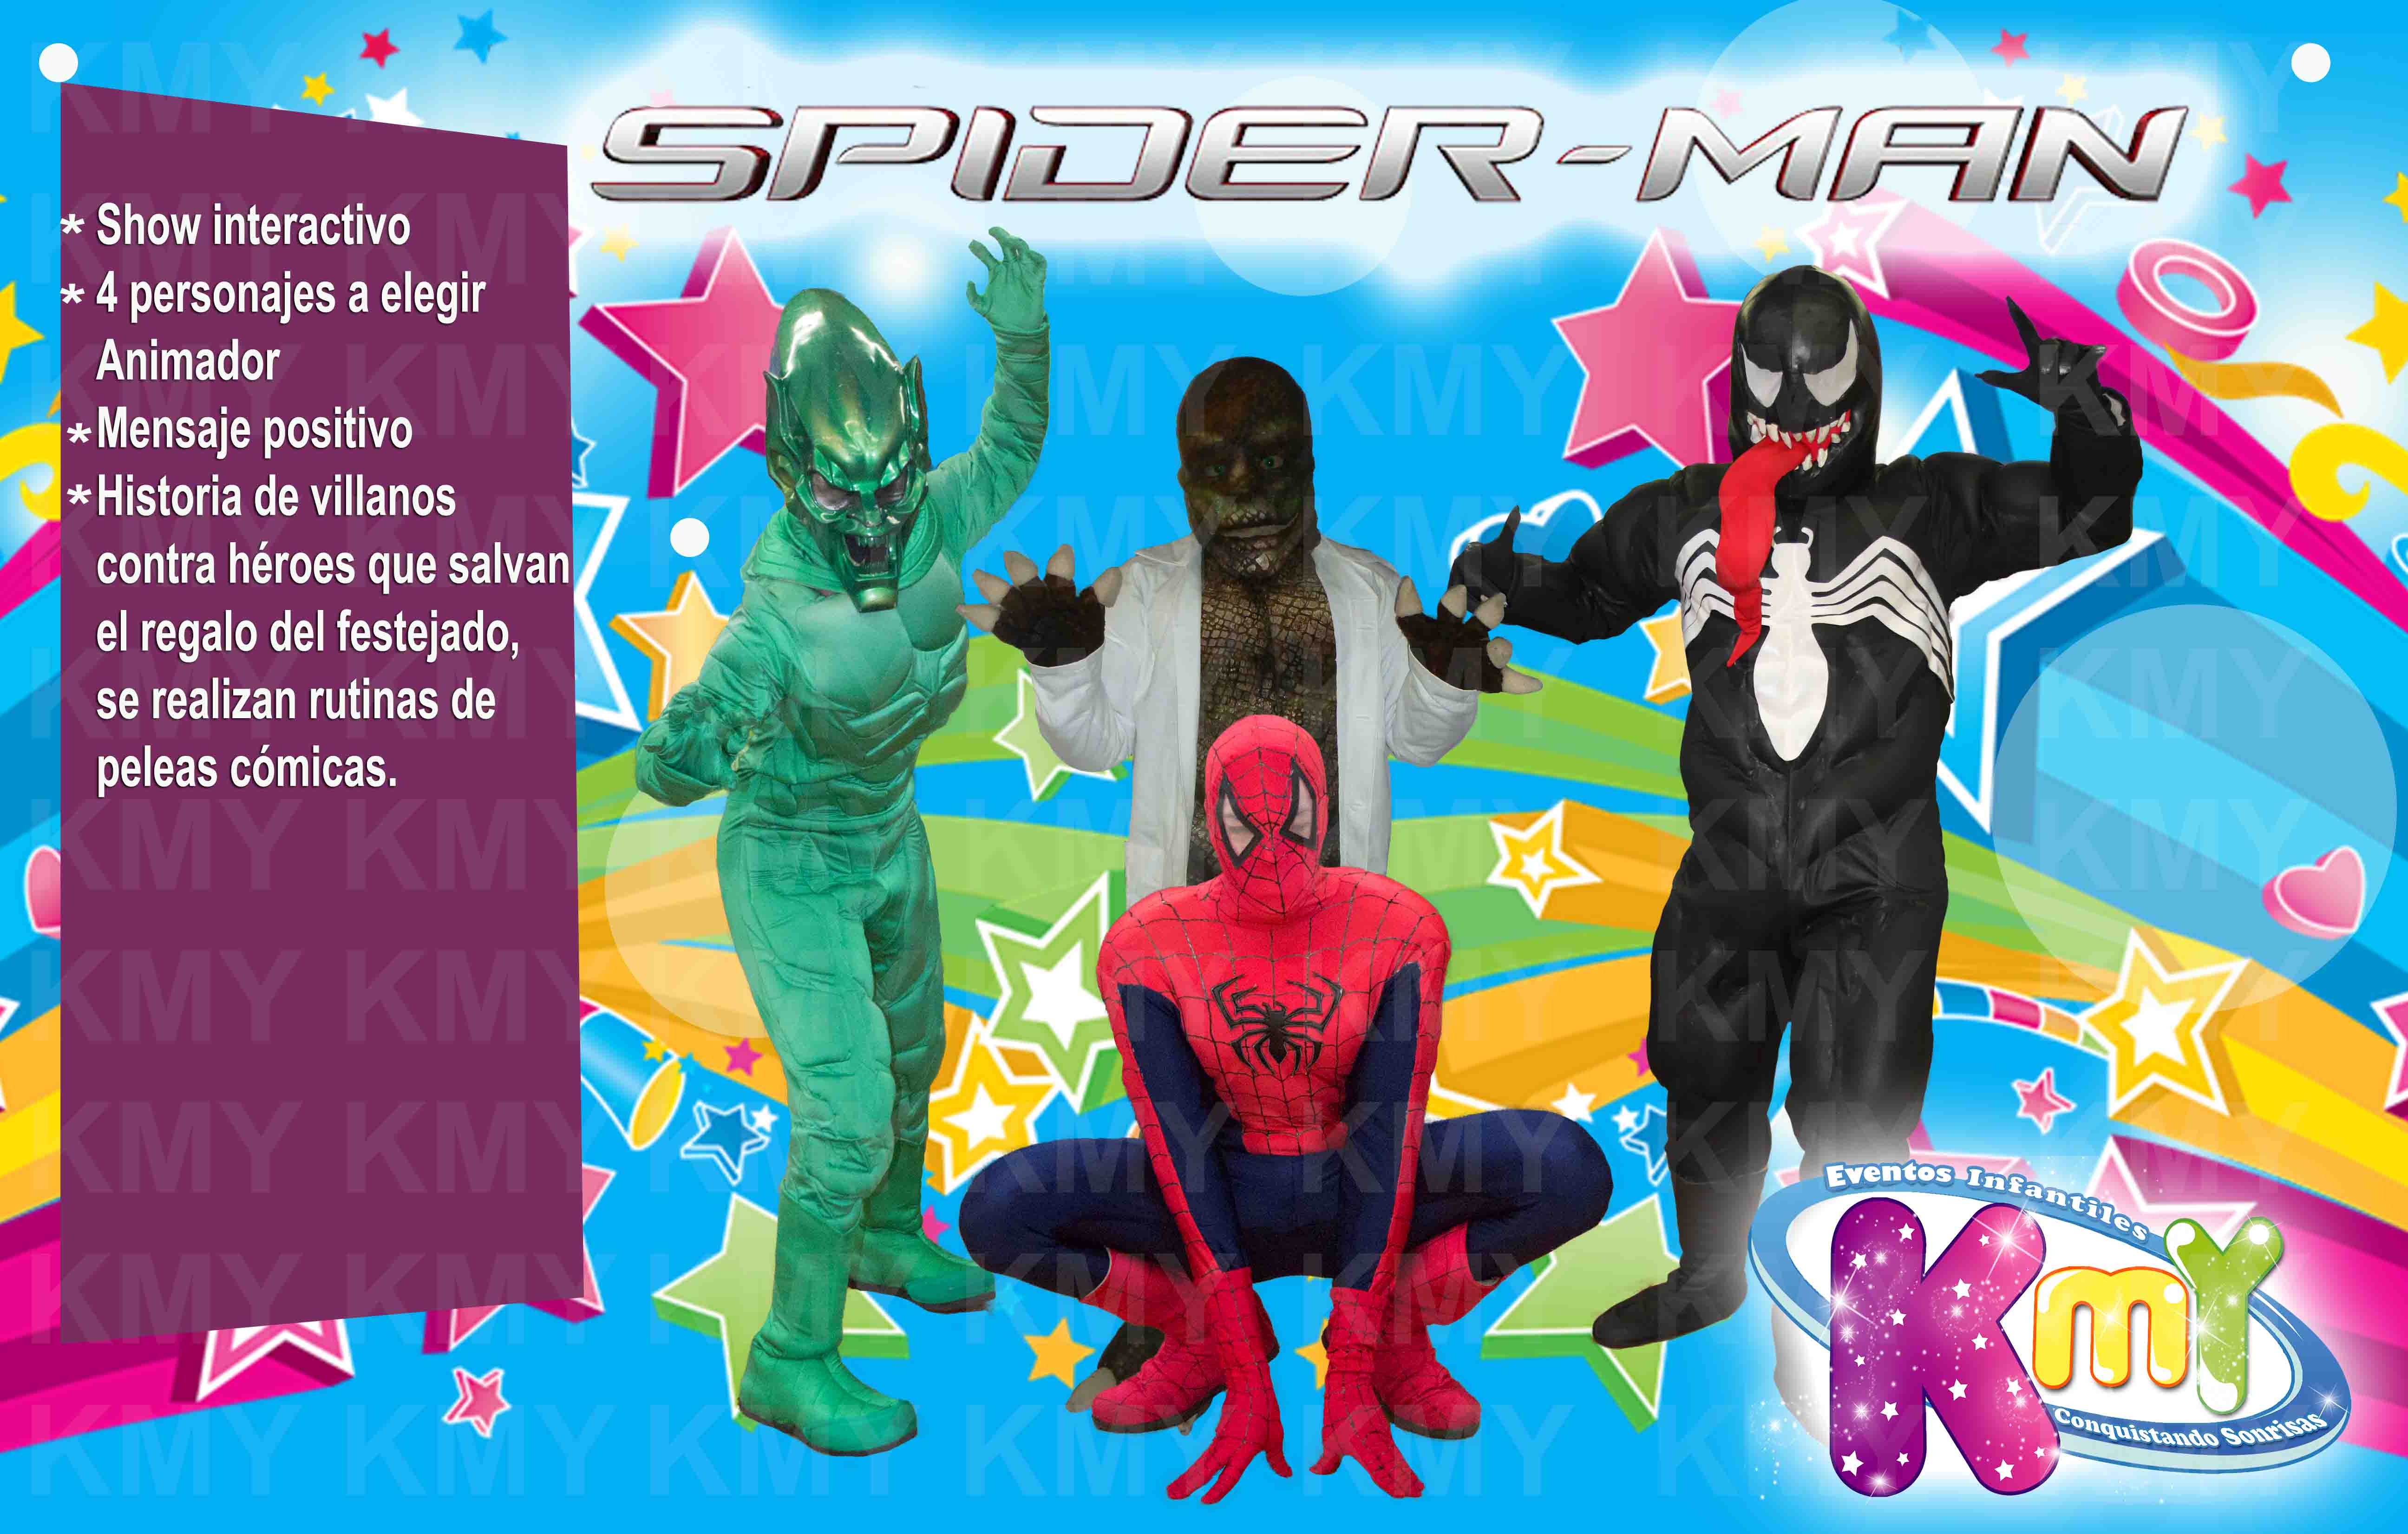 SPIDER-MAN
* Show interactivo
* 4 personajes a elegir
Animador
* Mensaje positivo
* Historia de villanos
contra héroes que salvan
el regalo del festejado,
se realizan rutinas de
peleas cómicas.
Eventos Infantiles
KmY
Conquistando Sonrisas